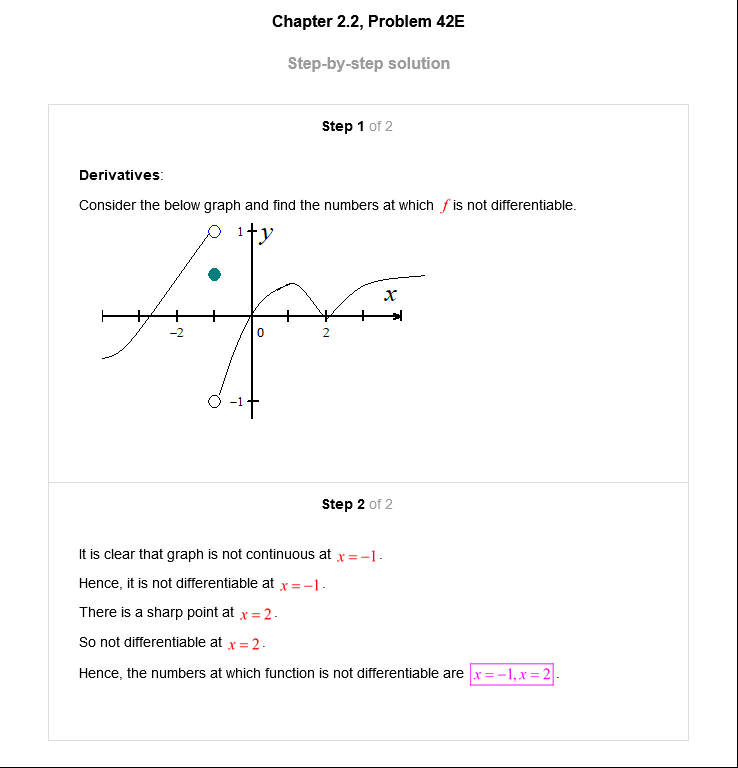 Chapter 2.2, Problem 42E
Step-by-step solution
Step 1 of 2
Derivatives:
Consider the below graph and find the numbers at which f is not differentiable.
1
y
x
−2
0
2
−1
Step 2 of 2
It is clear that graph is not continuous at x = −1.
Hence, it is not differentiable at x = −1.
There is a sharp point at x = 2.
So not differentiable at x = 2.
Hence, the numbers at which function is not differentiable are x = −1, x = 2.